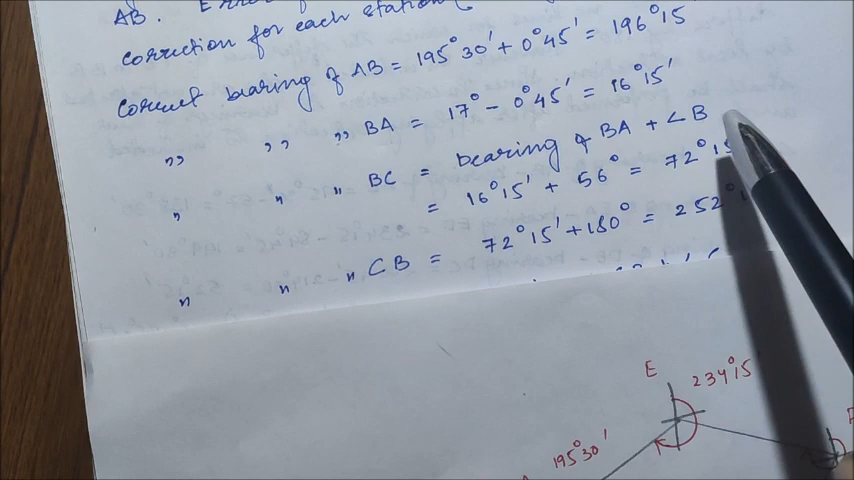 AB. Error
correction for each station
Correct bearing of AB = 195°30' + 0°45' = 196°15
,, ,, ,, BA = 17° - 0°45' = 16°15'
" " " BC = bearing of BA + ∠B
= 16°15' + 56° = 72°15
" " " CB = 72°15' + 180° = 252°
E
234°15'
195°30'